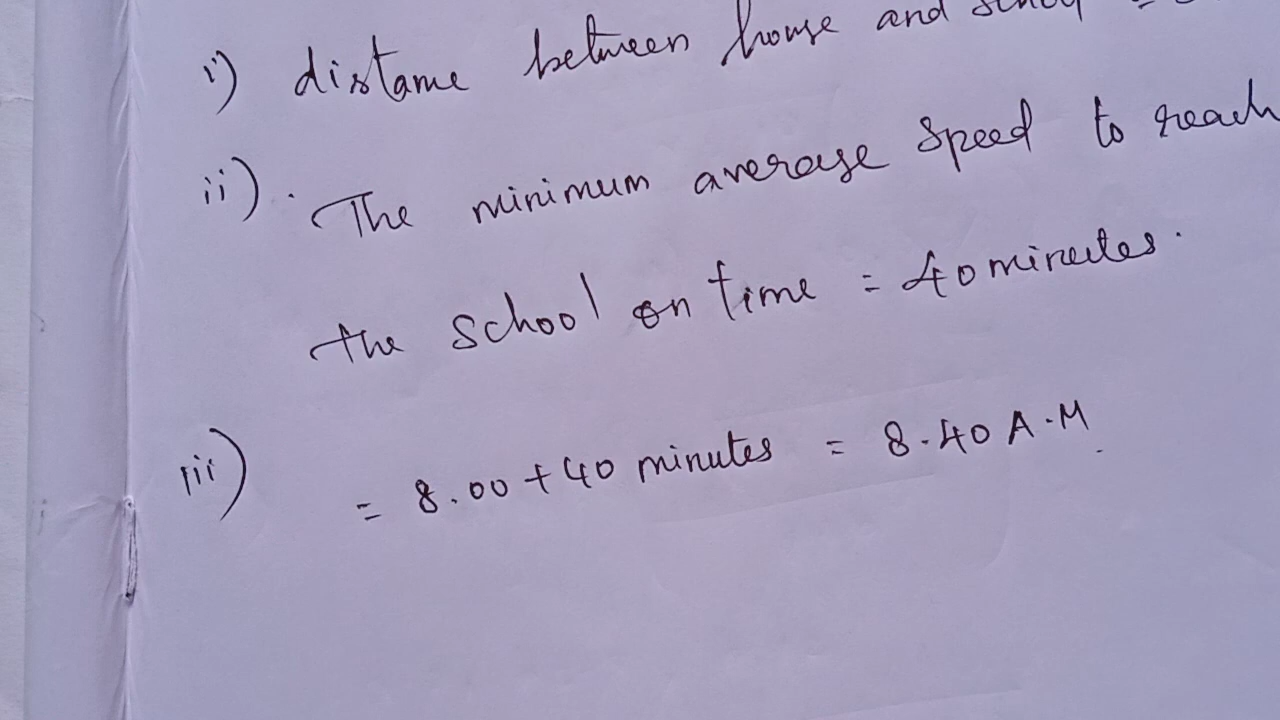 i) distame between house and
ii). The minimum average speed to reach
the school on time = 40 minutes.
iii) = 8.00 + 40 minutes = 8.40 A.M